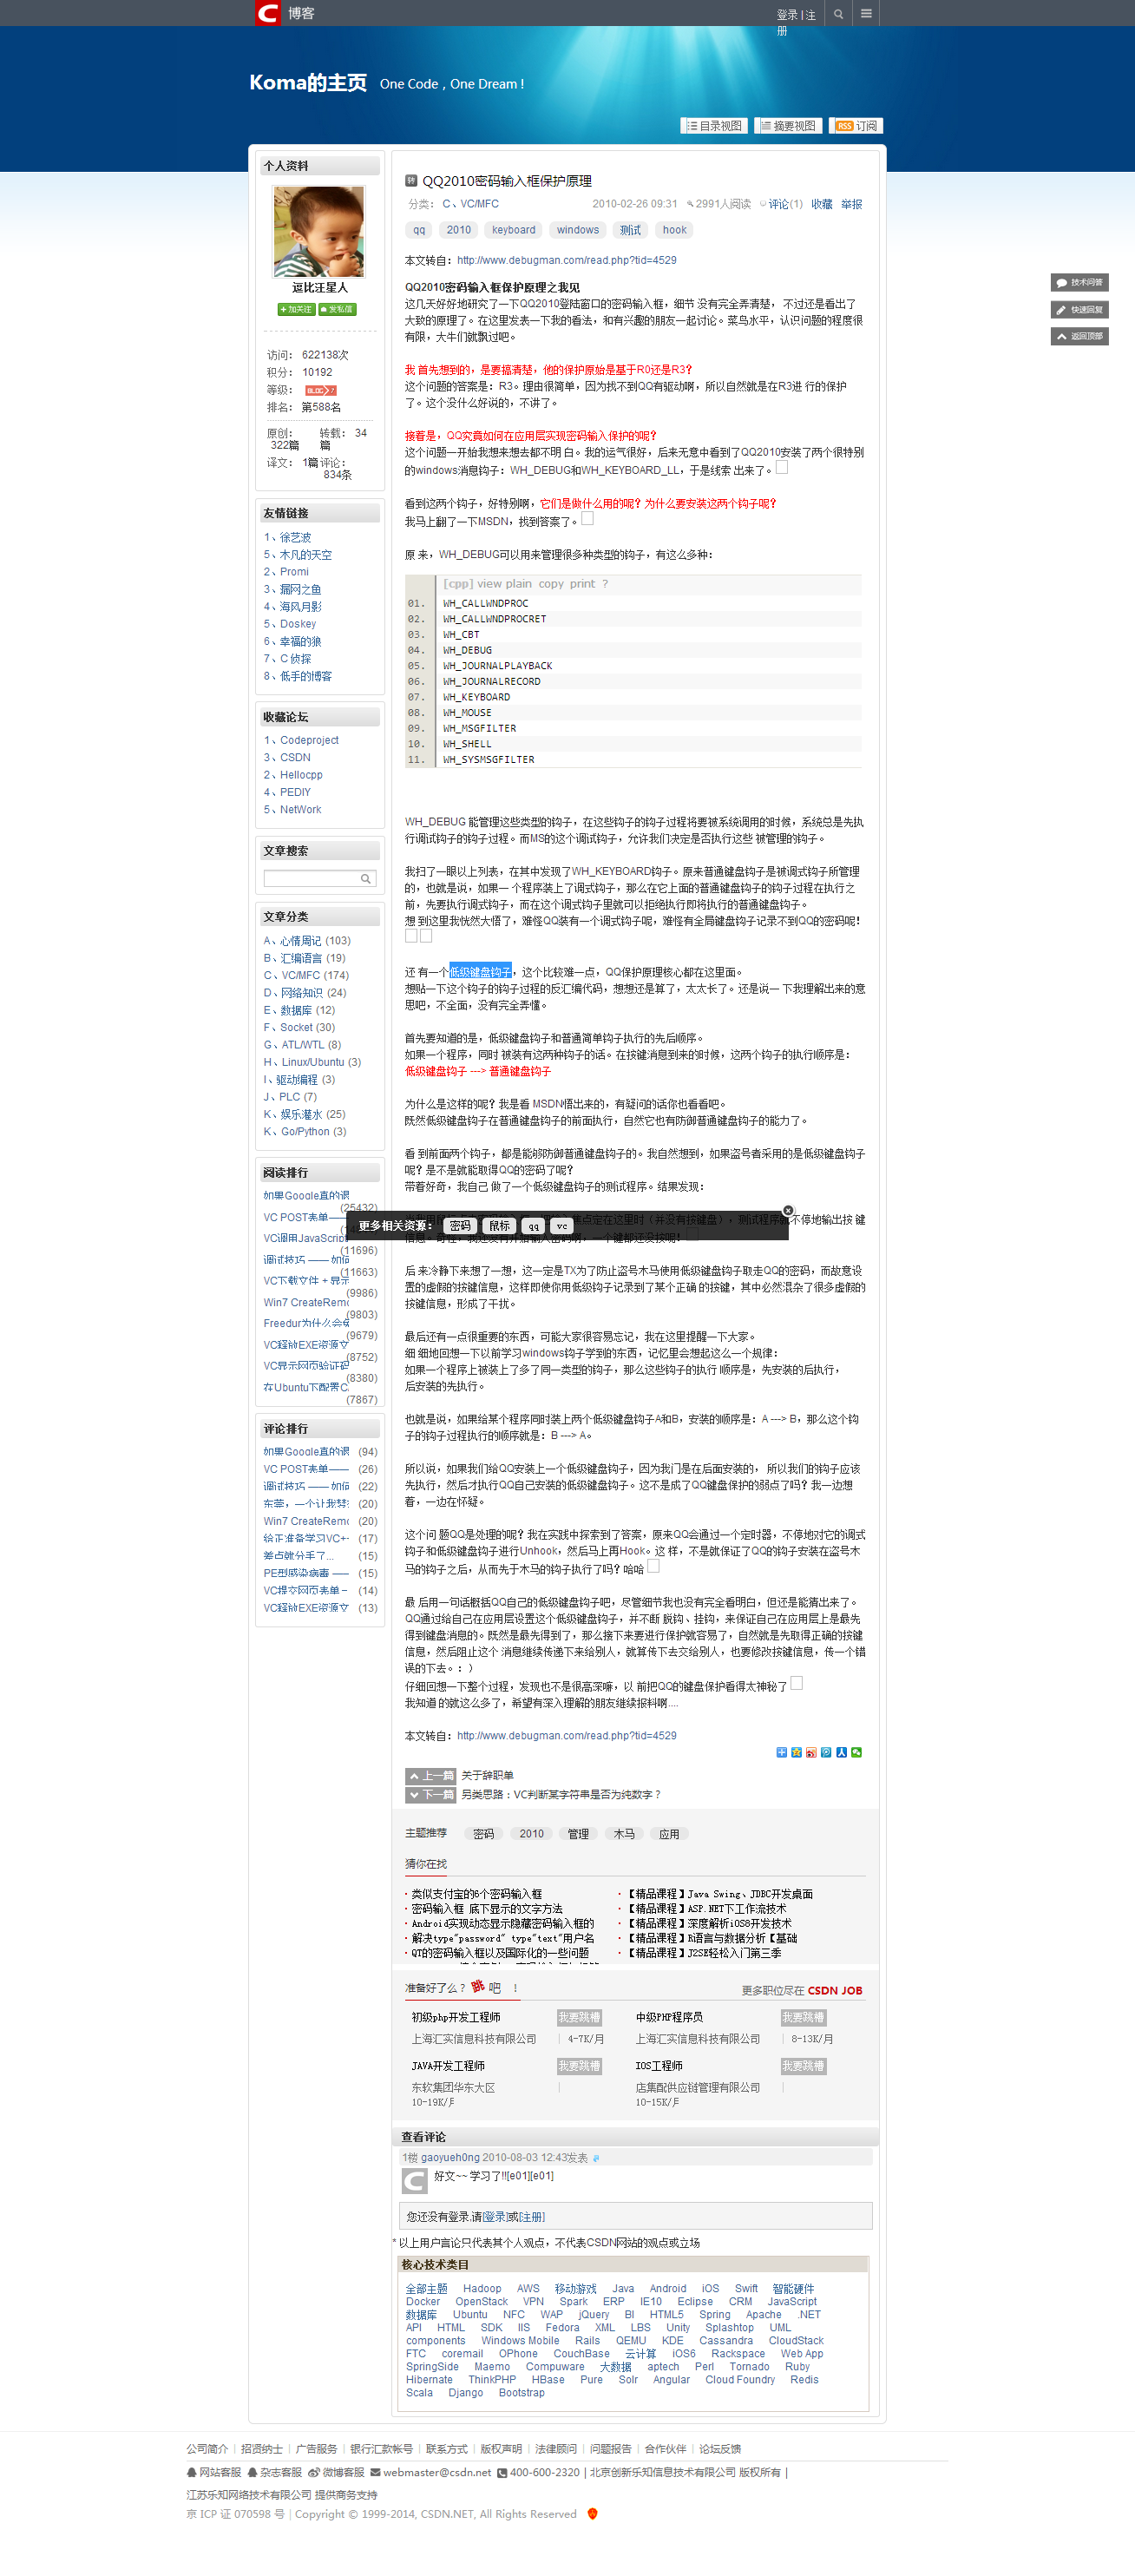 博客
登录 | 注册
Koma的主页 One Code，One Dream !
目录视图 摘要视图 RSS 订阅
个人资料
逗比汪星人
加关注 发私信
访问： 622138次
积分： 10192
等级： BLOG 7
排名： 第588名
原创： 322篇
转载： 34篇
译文： 1篇
评论： 834条
友情链接
1、徐艺波
5、木凡的天空
2、Promi
3、漏网之鱼
4、海风月影
5、Doskey
6、幸福的狼
7、C 侦探
8、低手的博客
收藏论坛
1、Codeproject
3、CSDN
2、Hellocpp
4、PEDIY
5、NetWork
文章搜索
文章分类
A、心情周记 (103)
B、汇编语言 (19)
C、VC/MFC (174)
D、网络知识 (24)
E、数据库 (12)
F、Socket (30)
G、ATL/WTL (8)
H、Linux/Ubuntu (3)
I、驱动编程 (3)
J、PLC (7)
K、娱乐灌水 (25)
K、Go/Python (3)
阅读排行
如果Google真的退
(25432)
VC POST表单——
VC调用JavaScript
(11696)
调试技巧 —— 如何
(11663)
VC下载文件 + 显示
(9986)
Win7 CreateRemo
(9803)
Freedur为什么会免
(9679)
VC释放EXE资源文
(8752)
VC显示网页验证码
(8380)
在Ubuntu下配置C
(7867)
评论排行
如果Google真的退 (94)
VC POST表单—— (26)
调试技巧 —— 如何 (22)
东莞，一个让我梦 (20)
Win7 CreateRemo (20)
给正准备学习VC+ (17)
差点就分手了... (15)
PE型感染病毒 —— (15)
VC提交网页表单 – (14)
VC释放EXE资源文 (13)
转 QQ2010密码输入框保护原理
分类： C、VC/MFC 2010-02-26 09:31 2991人阅读 评论(1) 收藏 举报
qq 2010 keyboard windows 测试 hook
本文转自：http://www.debugman.com/read.php?tid=4529
QQ2010密码输入框保护原理之我见
这几天好好地研究了一下QQ2010登陆窗口的密码输入框，细节 没有完全弄清楚， 不过还是看出了
大致的原理了。在这里发表一下我的看法，和有兴趣的朋友一起讨论。菜鸟水平，认识问题的程度很
有限，大牛们就飘过吧。
我 首先想到的，是要搞清楚，他的保护原始是基于R0还是R3?
这个问题的答案是：R3。理由很简单，因为找不到QQ有驱动啊，所以自然就是在R3进 行的保护
了。这个没什么好说的，不讲了。
接着是，QQ究竟如何在应用层实现密码输入保护的呢？
这个问题一开始我想来想去都不明 白。我的运气很好，后来无意中看到了QQ2010安装了两个很特别
的windows消息钩子：WH_DEBUG和WH_KEYBOARD_LL，于是线索 出来了。
看到这两个钩子，好特别啊，它们是做什么用的呢？为什么要安装这两个钩子呢？
我马上翻了一下MSDN，找到答案了。
原 来，WH_DEBUG可以用来管理很多种类型的钩子，有这么多种：
[cpp] view plain copy print ?
01. WH_CALLWNDPROC
02. WH_CALLWNDPROCRET
03. WH_CBT
04. WH_DEBUG
05. WH_JOURNALPLAYBACK
06. WH_JOURNALRECORD
07. WH_KEYBOARD
08. WH_MOUSE
09. WH_MSGFILTER
10. WH_SHELL
11. WH_SYSMSGFILTER
WH_DEBUG 能管理这些类型的钩子，在这些钩子的钩子过程将要被系统调用的时候，系统总是先执
行调试钩子的钩子过程。而MS的这个调试钩子，允许我们决定是否执行这些 被管理的钩子。
我扫了一眼以上列表，在其中发现了WH_KEYBOARD钩子。原来普通键盘钩子是被调式钩子所管理
的，也就是说，如果一 个程序装上了调式钩子，那么在它上面的普通键盘钩子的钩子过程在执行之
前，先要执行调式钩子，而在这个调式钩子里就可以拒绝执行即将执行的普通键盘钩子。
想 到这里我恍然大悟了，难怪QQ装有一个调式钩子呢，难怪有全局键盘钩子记录不到QQ的密码呢！
还 有一个低级键盘钩子，这个比较难一点，QQ保护原理核心都在这里面。
想贴一下这个钩子的钩子过程的反汇编代码，想想还是算了，太太长了。还是说一 下我理解出来的意
思吧，不全面，没有完全弄懂。
首先要知道的是，低级键盘钩子和普通简单钩子执行的先后顺序。
如果一个程序，同时 被装有这两种钩子的话。在按键消息到来的时候，这两个钩子的执行顺序是：
低级键盘钩子 ---> 普通键盘钩子
为什么是这样的呢？我是看 MSDN悟出来的，有疑问的话你也看看吧。
既然低级键盘钩子在普通键盘钩子的前面执行，自然它也有防御普通键盘钩子的能力了。
看 到前面两个钩子，都是能够防御普通键盘钩子的。我自然想到，如果盗号者采用的是低级键盘钩子
呢？是不是就能取得QQ的密码了呢？
带着好奇，我自己 做了一个低级键盘钩子的测试程序。结果发现：
不停地输出按 键
更多相关资源： 密码 鼠标 qq vc
后 来冷静下来想了一想，这一定是TX为了防止盗号木马使用低级键盘钩子取走QQ的密码，而故意设
置的虚假的按键信息，这样即使你用低级钩子记录到了某个正确 的按键，其中必然混杂了很多虚假的
按键信息，形成了干扰。
最后还有一点很重要的东西，可能大家很容易忘记，我在这里提醒一下大家。
细 细地回想一下以前学习windows钩子学到的东西，记忆里会想起这么一个规律：
如果一个程序上被装上了多了同一类型的钩子，那么这些钩子的执行 顺序是，先安装的后执行，
后安装的先执行。
也就是说，如果给某个程序同时装上两个低级键盘钩子A和B，安装的顺序是：A ---> B，那么这个钩
子的钩子过程执行的顺序就是：B ---> A。
所以说，如果我们给QQ安装上一个低级键盘钩子，因为我门是在后面安装的， 所以我们的钩子应该
先执行，然后才执行QQ自己安装的低级键盘钩子。这不是成了QQ键盘保护的弱点了吗？我一边想
着，一边在怀疑。
这个问 题QQ是处理的呢？我在实践中探索到了答案，原来QQ会通过一个定时器，不停地对它的调式
钩子和低级键盘钩子进行Unhook，然后马上再Hook。这 样，不是就保证了QQ的钩子安装在盗号木
马的钩子之后，从而先于木马的钩子执行了吗？哈哈
最 后用一句话概括QQ自己的低级键盘钩子吧，尽管细节我也没有完全看明白，但还是能猜出来了。
QQ通过给自己在应用层设置这个低级键盘钩子，并不断 脱钩、挂钩，来保证自己在应用层上是最先
得到键盘消息的。既然是最先得到了，那么接下来要进行保护就容易了，自然就是先取得正确的按键
信息，然后阻止这个 消息继续传递下来给别人，就算传下去交给别人，也要修改按键信息，传一个错
误的下去。：）
仔细回想一下整个过程，发现也不是很高深嘛，以 前把QQ的键盘保护看得太神秘了
我知道 的就这么多了，希望有深入理解的朋友继续报料啊....
本文转自：http://www.debugman.com/read.php?tid=4529
上一篇 关于辞职单
下一篇 另类思路：VC判断某字符串是否为纯数字？
主题推荐 密码 2010 管理 木马 应用
猜你在找
类似支付宝的6个密码输入框
密码输入框 底下显示的文字方法
Android实现动态显示隐藏密码输入框的
解决type"password" type"text"用户名
QT的密码输入框以及国际化的一些问题
【精品课程】Java Swing、JDBC开发桌面
【精品课程】ASP.NET下工作流技术
【精品课程】深度解析iOS8开发技术
【精品课程】R语言与数据分析【基础
【精品课程】J2SE轻松入门第三季
准备好了么？ 跳 吧 ！ 更多职位尽在 CSDN JOB
初级php开发工程师 我要跳槽
上海汇实信息科技有限公司 | 4-7K/月
中级PHP程序员 我要跳槽
上海汇实信息科技有限公司 | 8-13K/月
JAVA开发工程师 我要跳槽
东软集团华东大区 |
10-19K/月
IOS工程师 我要跳槽
店集配供应链管理有限公司 |
10-15K/月
查看评论
1楼 gaoyueh0ng 2010-08-03 12:43发表
好文~~ 学习了!![e01][e01]
您还没有登录,请[登录]或[注册]
* 以上用户言论只代表其个人观点，不代表CSDN网站的观点或立场
核心技术类目
全部主题 Hadoop AWS 移动游戏 Java Android iOS Swift 智能硬件
Docker OpenStack VPN Spark ERP IE10 Eclipse CRM JavaScript
数据库 Ubuntu NFC WAP jQuery BI HTML5 Spring Apache .NET
API HTML SDK IIS Fedora XML LBS Unity Splashtop UML
components Windows Mobile Rails QEMU KDE Cassandra CloudStack
FTC coremail OPhone CouchBase 云计算 iOS6 Rackspace Web App
SpringSide Maemo Compuware 大数据 aptech Perl Tornado Ruby
Hibernate ThinkPHP HBase Pure Solr Angular Cloud Foundry Redis
Scala Django Bootstrap
技术问答
快速回复
返回顶部
公司简介 | 招贤纳士 | 广告服务 | 银行汇款帐号 | 联系方式 | 版权声明 | 法律顾问 | 问题报告 | 合作伙伴 | 论坛反馈
网站客服 杂志客服 微博客服 webmaster@csdn.net 400-600-2320 | 北京创新乐知信息技术有限公司 版权所有 |
江苏乐知网络技术有限公司 提供商务支持
京 ICP 证 070598 号 | Copyright © 1999-2014, CSDN.NET, All Rights Reserved